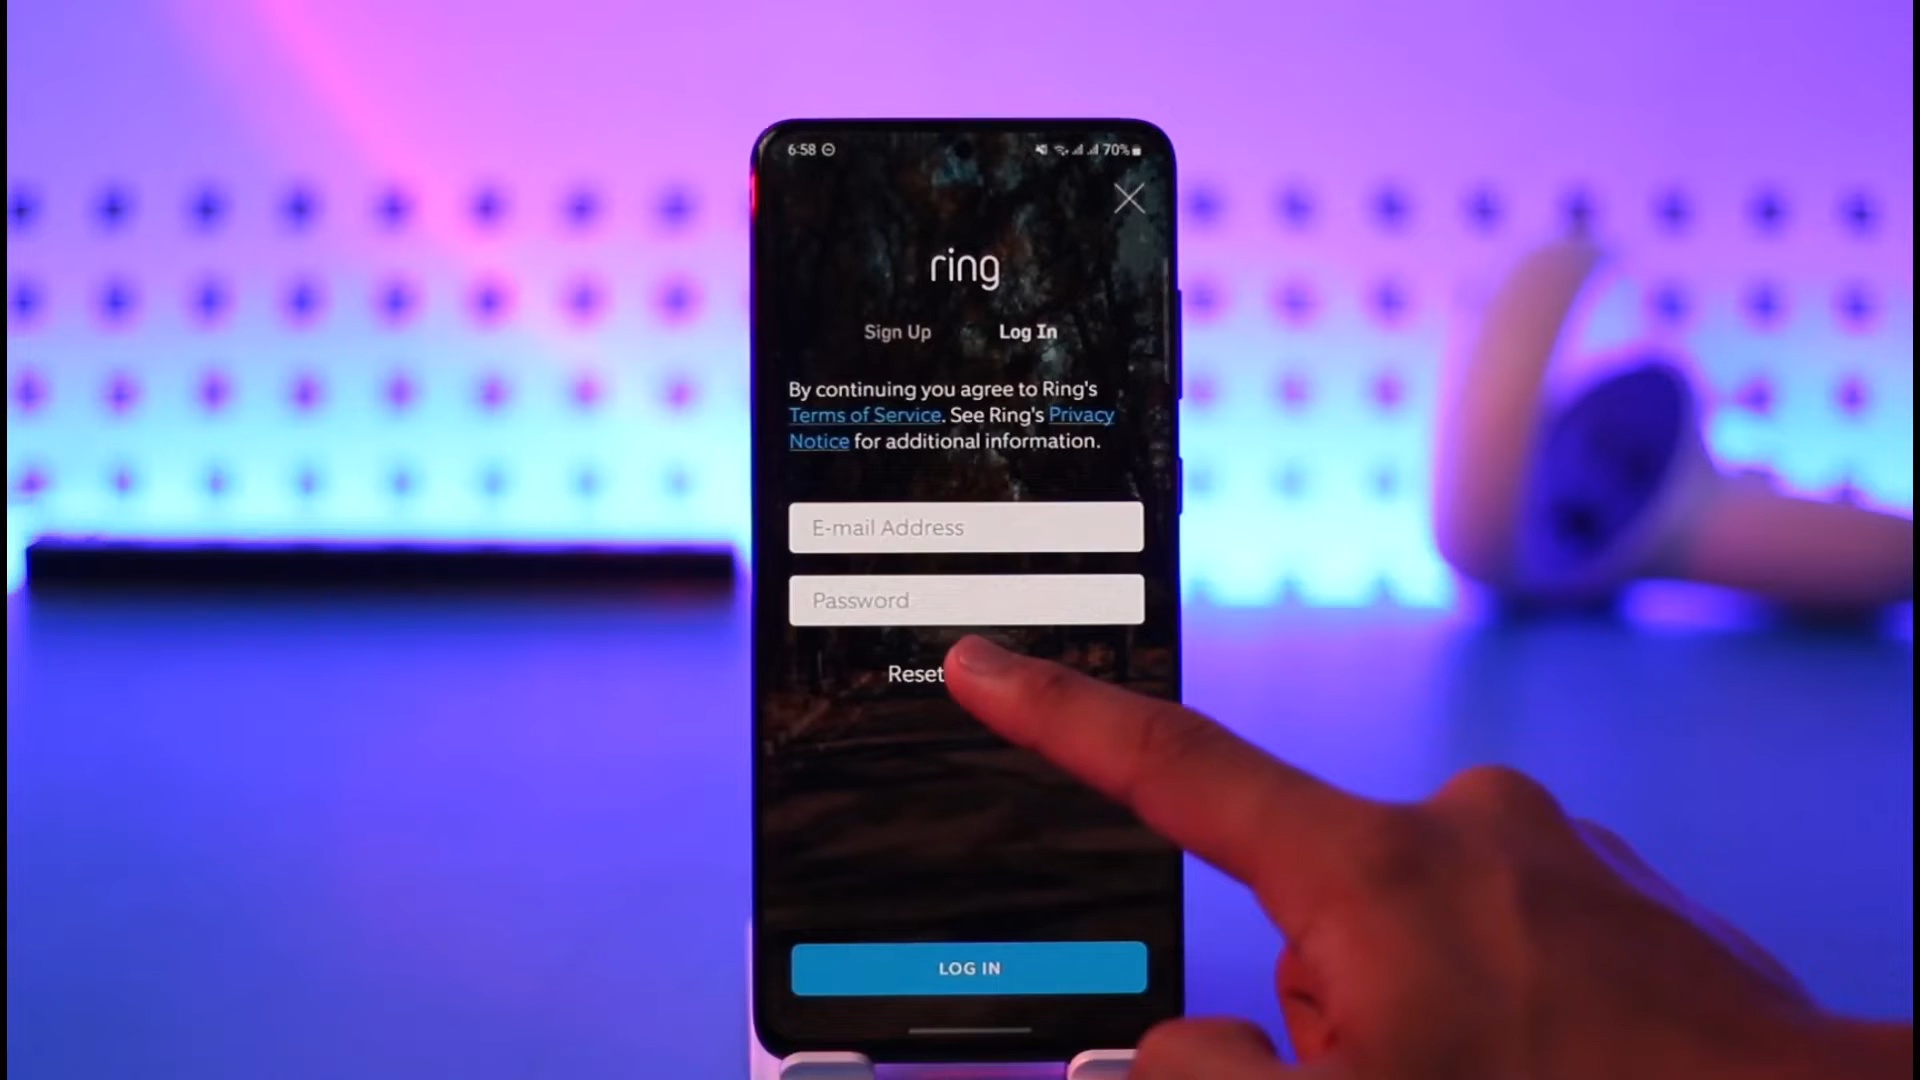 6:58
70%
ring
Sign Up Log In
By continuing you agree to Ring's
Terms of Service. See Ring's Privacy
Notice for additional information.
E-mail Address
Password
Reset
LOG IN